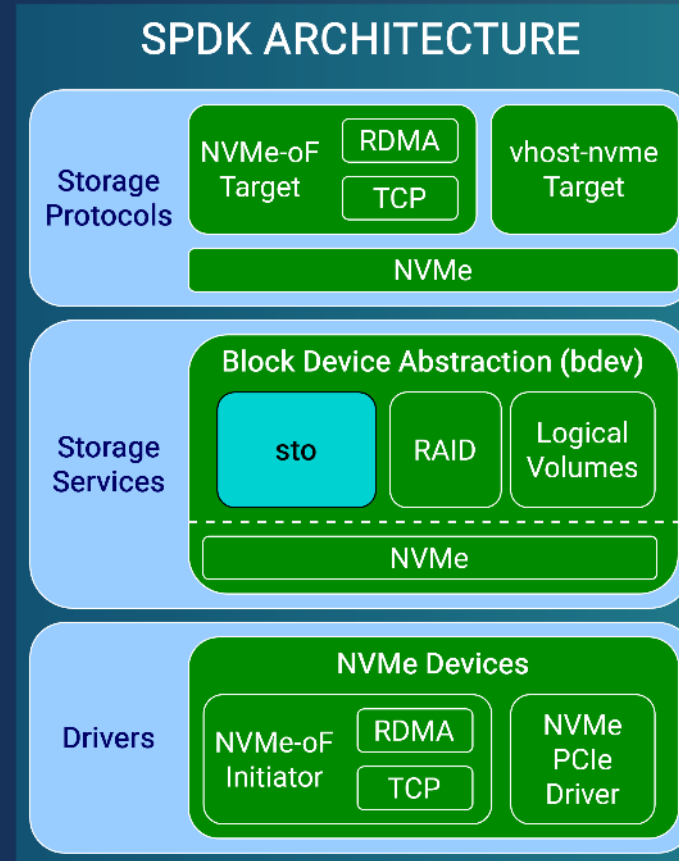 SPDK ARCHITECTURE
Storage
Protocols
NVMe-oF
Target
RDMA
TCP
vhost-nvme
Target
NVMe
Storage
Services
Block Device Abstraction (bdev)
sto
RAID
Logical
Volumes
NVMe
Drivers
NVMe Devices
NVMe-oF
Initiator
RDMA
TCP
NVMe
PCIe
Driver